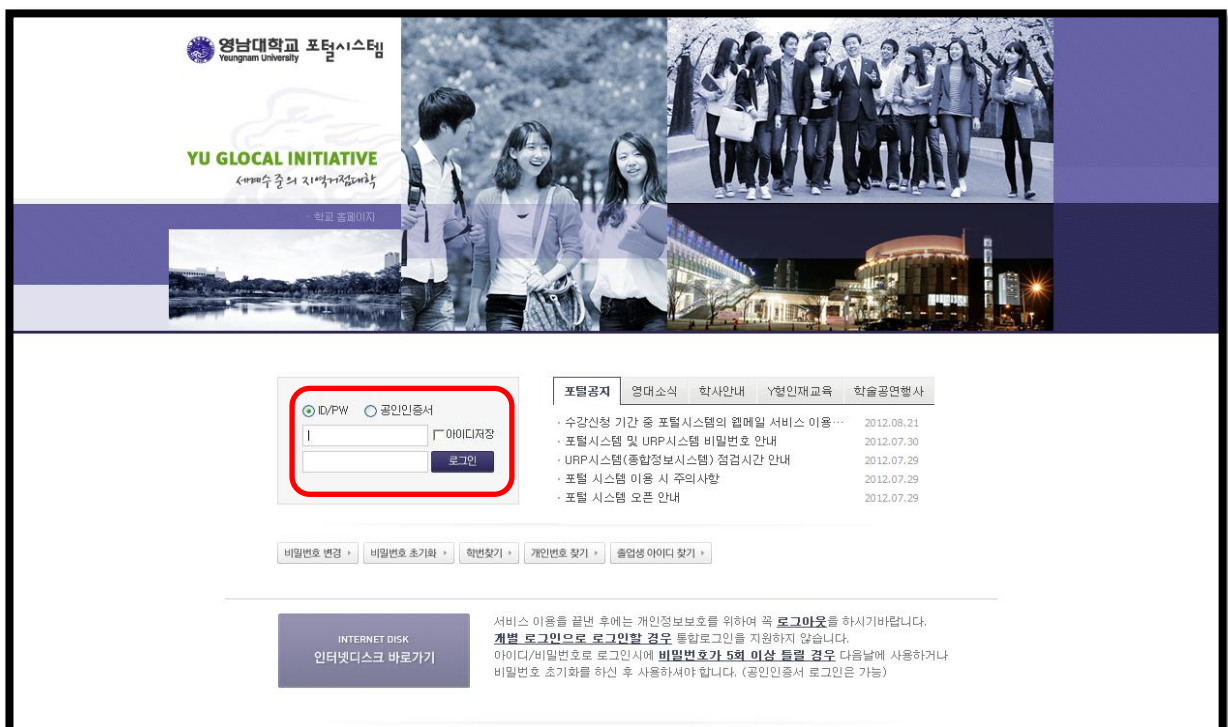 영남대학교 포털시스템
Yeungnam University
YU GLOCAL INITIATIVE
세계수준의 지역거점대학
· 학교 홈페이지
ID/PW 공인인증서
아이디저장
로그인
포털공지 영대소식 학사안내 Y형인재교육 학술공연행사
· 수강신청 기간 중 포털시스템의 웹메일 서비스 이용… 2012.08.21
· 포털시스템 및 URP시스템 비밀번호 안내 2012.07.30
· URP시스템(종합정보시스템) 점검시간 안내 2012.07.29
· 포털 시스템 이용 시 주의사항 2012.07.29
· 포털 시스템 오픈 안내 2012.07.29
비밀번호 변경 비밀번호 초기화 학번찾기 개인번호 찾기 졸업생 아이디 찾기
INTERNET DISK
인터넷디스크 바로가기
서비스 이용을 끝낸 후에는 개인정보보호를 위하여 꼭 로그아웃을 하시기바랍니다.
개별 로그인으로 로그인할 경우 통합로그인을 지원하지 않습니다.
아이디/비밀번호로 로그인시에 비밀번호가 5회 이상 틀릴 경우 다음날에 사용하거나
비밀번호 초기화를 하신 후 사용하셔야 합니다. (공인인증서 로그인은 가능)